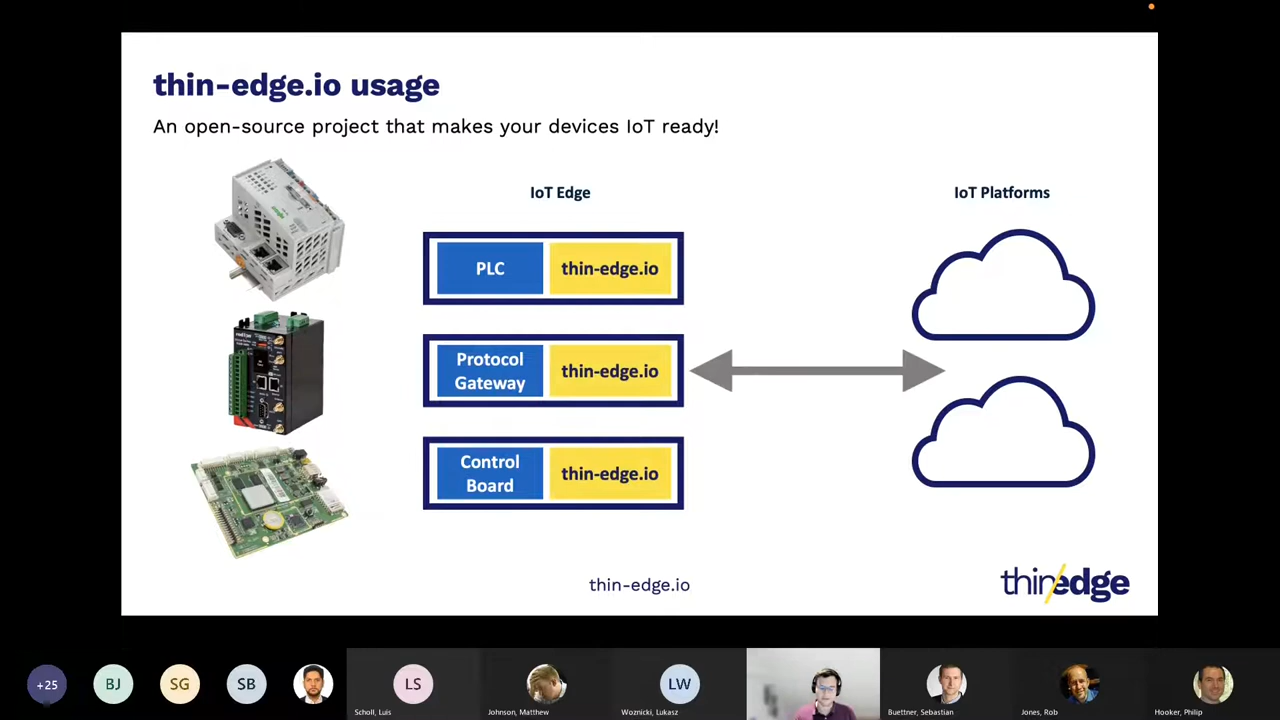 thin-edge.io usage
An open-source project that makes your devices IoT ready!
IoT Edge
IoT Platforms
PLC
thin-edge.io
Protocol
Gateway
thin-edge.io
Control
Board
thin-edge.io
thin-edge.io
thin/edge
+25
BJ
SG
SB
LS
Scholl, Luis
Johnson, Matthew
LW
Woznicki, Lukasz
Buettner, Sebastian
Jones, Rob
Hooker, Philip